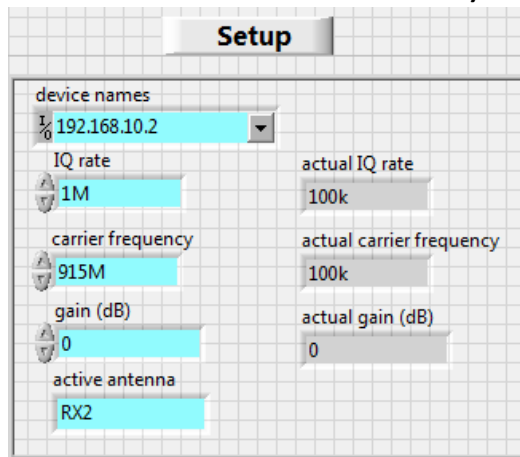 Setup
device names
I/O 192.168.10.2
IQ rate
actual IQ rate
1M
100k
carrier frequency
actual carrier frequency
915M
100k
gain (dB)
actual gain (dB)
0
0
active antenna
RX2